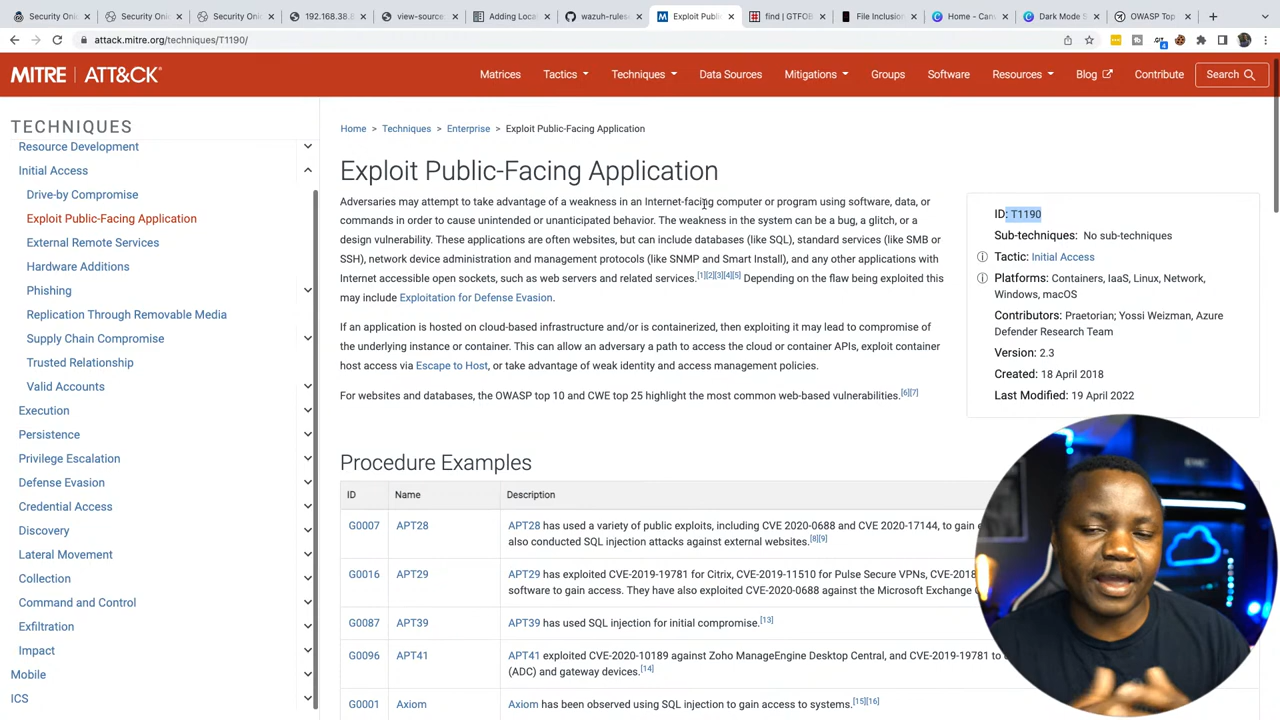 Security Oni
Security Oni
Security Oni
192.168.38.8
view-source
Adding Loca
wazuh-rules
Exploit Publi
find | GTFOB
File Inclusion
Home - Can
Dark Mode S
OWASP Top
attack.mitre.org/techniques/T1190/
4
MITRE | ATT&CK®
Matrices
Tactics
Techniques
Data Sources
Mitigations
Groups
Software
Resources
Blog
Contribute
Search
TECHNIQUES
Resource Development
Initial Access
Drive-by Compromise
Exploit Public-Facing Application
External Remote Services
Hardware Additions
Phishing
Replication Through Removable Media
Supply Chain Compromise
Trusted Relationship
Valid Accounts
Execution
Persistence
Privilege Escalation
Defense Evasion
Credential Access
Discovery
Lateral Movement
Collection
Command and Control
Exfiltration
Impact
Mobile
ICS
Home > Techniques > Enterprise > Exploit Public-Facing Application
Exploit Public-Facing Application
Adversaries may attempt to take advantage of a weakness in an Internet-facing computer or program using software, data, or
commands in order to cause unintended or unanticipated behavior. The weakness in the system can be a bug, a glitch, or a
design vulnerability. These applications are often websites, but can include databases (like SQL), standard services (like SMB or
SSH), network device administration and management protocols (like SNMP and Smart Install), and any other applications with
Internet accessible open sockets, such as web servers and related services.[1][2][3][4][5] Depending on the flaw being exploited this
may include Exploitation for Defense Evasion.
If an application is hosted on cloud-based infrastructure and/or is containerized, then exploiting it may lead to compromise of
the underlying instance or container. This can allow an adversary a path to access the cloud or container APIs, exploit container
host access via Escape to Host, or take advantage of weak identity and access management policies.
For websites and databases, the OWASP top 10 and CWE top 25 highlight the most common web-based vulnerabilities.[6][7]
ID: T1190
Sub-techniques: No sub-techniques
Tactic: Initial Access
Platforms: Containers, IaaS, Linux, Network,
Windows, macOS
Contributors: Praetorian; Yossi Weizman, Azure
Defender Research Team
Version: 2.3
Created: 18 April 2018
Last Modified: 19 April 2022
Procedure Examples
ID Name Description
G0007 APT28 APT28 has used a variety of public exploits, including CVE 2020-0688 and CVE 2020-17144, to gain
also conducted SQL injection attacks against external websites.[8][9]
G0016 APT29 APT29 has exploited CVE-2019-19781 for Citrix, CVE-2019-11510 for Pulse Secure VPNs, CVE-2018
software to gain access. They have also exploited CVE-2020-0688 against the Microsoft Exchange
G0087 APT39 APT39 has used SQL injection for initial compromise.[13]
G0096 APT41 APT41 exploited CVE-2020-10189 against Zoho ManageEngine Desktop Central, and CVE-2019-19781 to
(ADC) and gateway devices.[14]
G0001 Axiom Axiom has been observed using SQL injection to gain access to systems.[15][16]